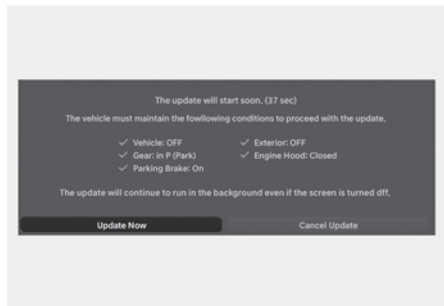 The update will start soon, (37 sec)
The vehicle must maintain the fowllowing conditions to proceed with the update,
✓ Vehicle: OFF ✓ Exterior: OFF
✓ Gear: in P (Park) ✓ Engine Hood: Closed
✓ Parking Brake: On
The update will continue to run in the background even if the screen is turned dff,
Update Now Cancel Update